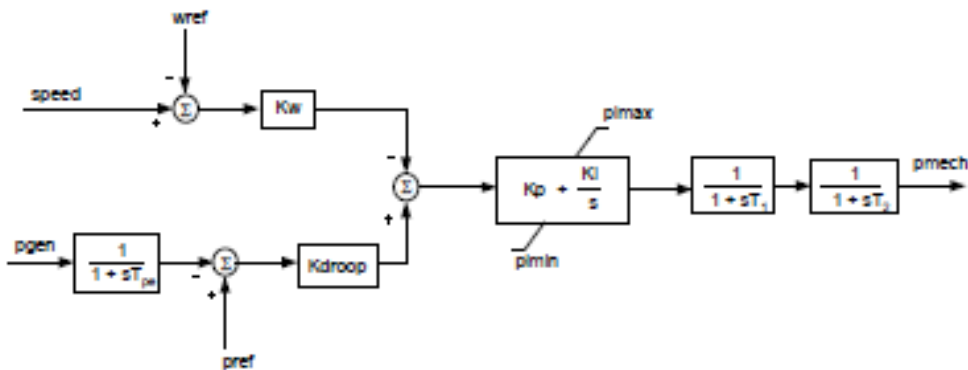 wref
-
speed
+
Σ
Kw
-
Σ
+
pimax
Kp + Ki/s
pimin
1
1 + sT1
1
1 + sT2
pmech
pgen
1
1 + sTpe
-
Σ
+
Kdroop
pref